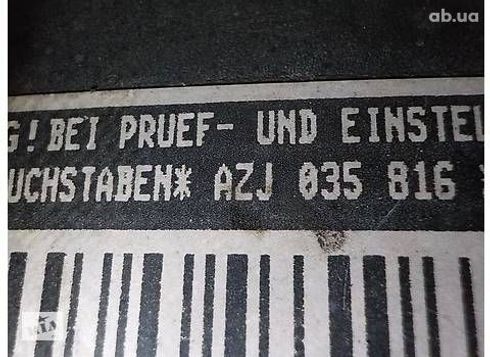 ab.ua
G! BEI PRUEF- UND EINSTEL
UCHSTABEN* AZJ 035 816 *